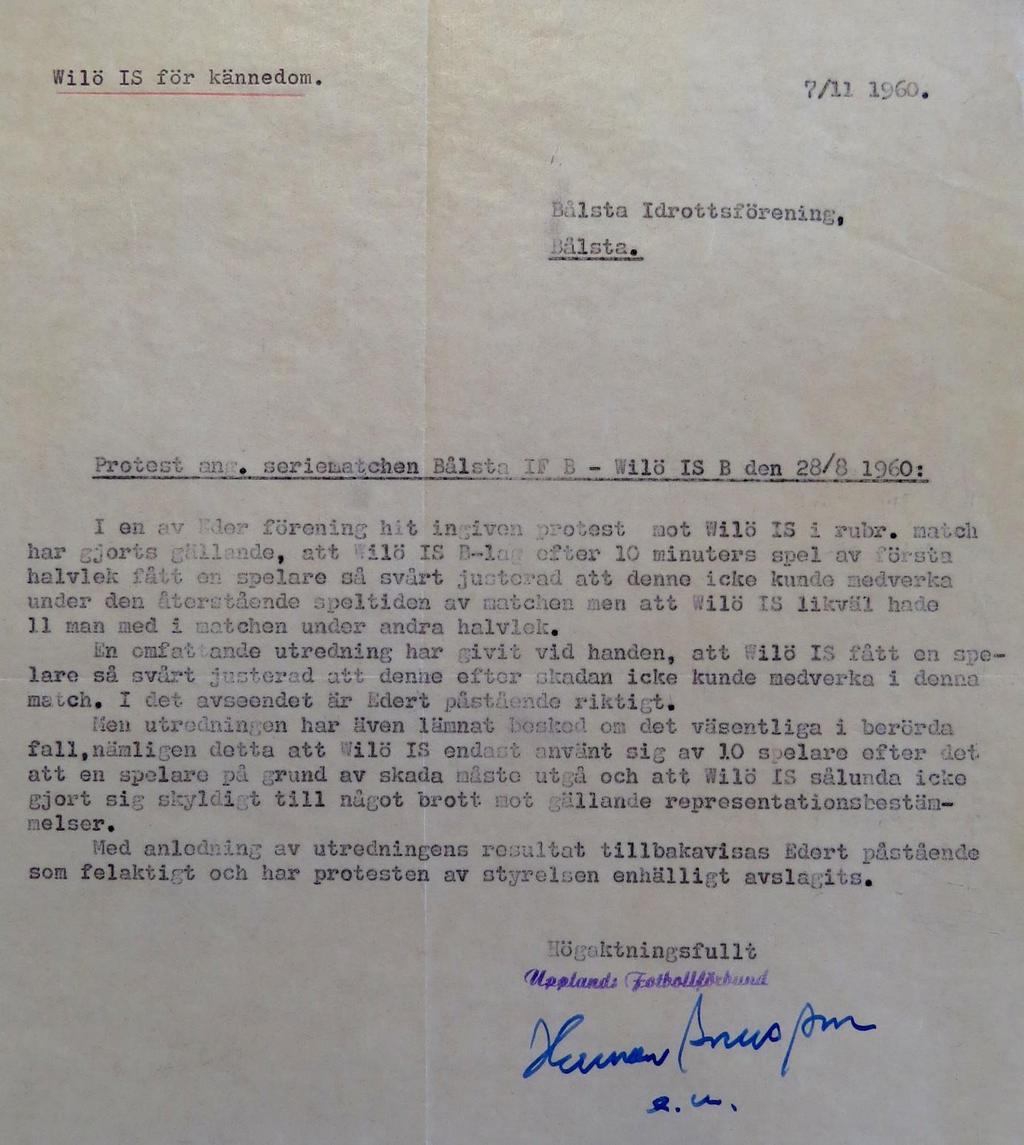 Wilö IS för kännedom.
7/11 1960.
Bålsta Idrottsförening,
Bålsta.
Protest ang. seriematchen Bålsta IF B - Wilö IS B den 28/8 1960:
I en av Eder förening hit ingiven protest mot Wilö IS i rubr. match
har gjorts gällande, att Wilö IS B-lag efter 10 minuters spel av första
halvlek fått en spelare så svårt justerad att denne icke kunde medverka
under den återstående speltiden av matchen men att Wilö IS likväl hade
11 man med i matchen under andra halvlek.
En omfattande utredning har givit vid handen, att Wilö IS fått en spe-
lare så svårt justerad att denne efter skadan icke kunde medverka i denna
match. I det avseendet är Edert påstående riktigt.
Men utredningen har även lämnat besked om det väsentliga i berörda
fall,nämligen detta att Wilö IS endast använt sig av 10 spelare efter det
att en spelare på grund av skada måste utgå och att Wilö IS sålunda icke
gjort sig skyldigt till något brott mot gällande representationsbestäm-
melser.
Med anledning av utredningens resultat tillbakavisas Edert påstående
som felaktigt och har protesten av styrelsen enhälligt avslagits.
Högaktningsfullt
Upplands Fotbollförbund
Herman
e.u.